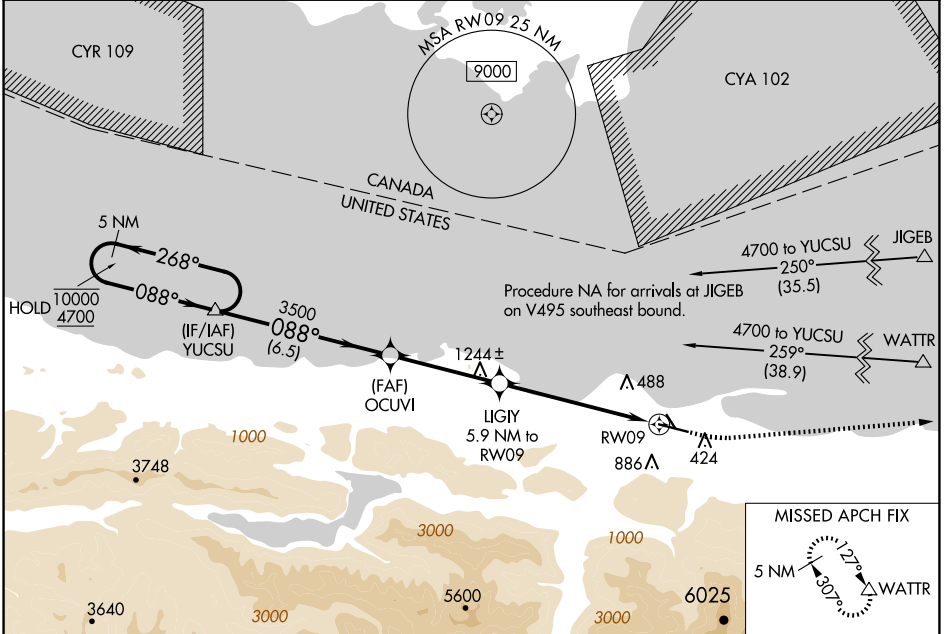 CYR 109
MSA RW09 25 NM
9000
CYA 102
CANADA
UNITED STATES
5 NM
268°
088°
HOLD
10000
4700
(IF/IAF)
YUCSU
3500
088°
(6.5)
Procedure NA for arrivals at JIGEB
on V495 southeast bound.
4700 to YUCSU
250°
(35.5)
JIGEB
4700 to YUCSU
259°
(38.9)
WATTR
(FAF)
OCUVI
1244±
LIGIY
5.9 NM to
RW09
488
RW09
886
424
1000
3748
3000
1000
3640
3000
5600
3000
6025
MISSED APCH FIX
5 NM
127°
307°
WATTR